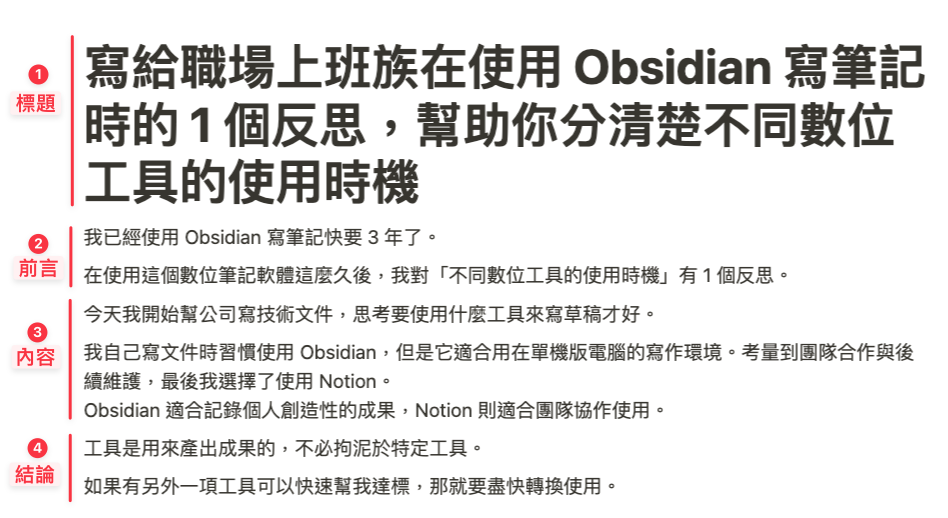 1
標題
寫給職場上班族在使用 Obsidian 寫筆記
時的 1 個反思，幫助你分清楚不同數位
工具的使用時機
2
前言
我已經使用 Obsidian 寫筆記快要 3 年了。
在使用這個數位筆記軟體這麼久後，我對「不同數位工具的使用時機」有 1 個反思。
3
內容
今天我開始幫公司寫技術文件，思考要使用什麼工具來寫草稿才好。
我自己寫文件時習慣使用 Obsidian，但是它適合用在單機版電腦的寫作環境。考量到團隊合作與後
續維護，最後我選擇了使用 Notion。
Obsidian 適合記錄個人創造性的成果，Notion 則適合團隊協作使用。
4
結論
工具是用來產出成果的，不必拘泥於特定工具。
如果有另外一項工具可以快速幫我達標，那就要盡快轉換使用。